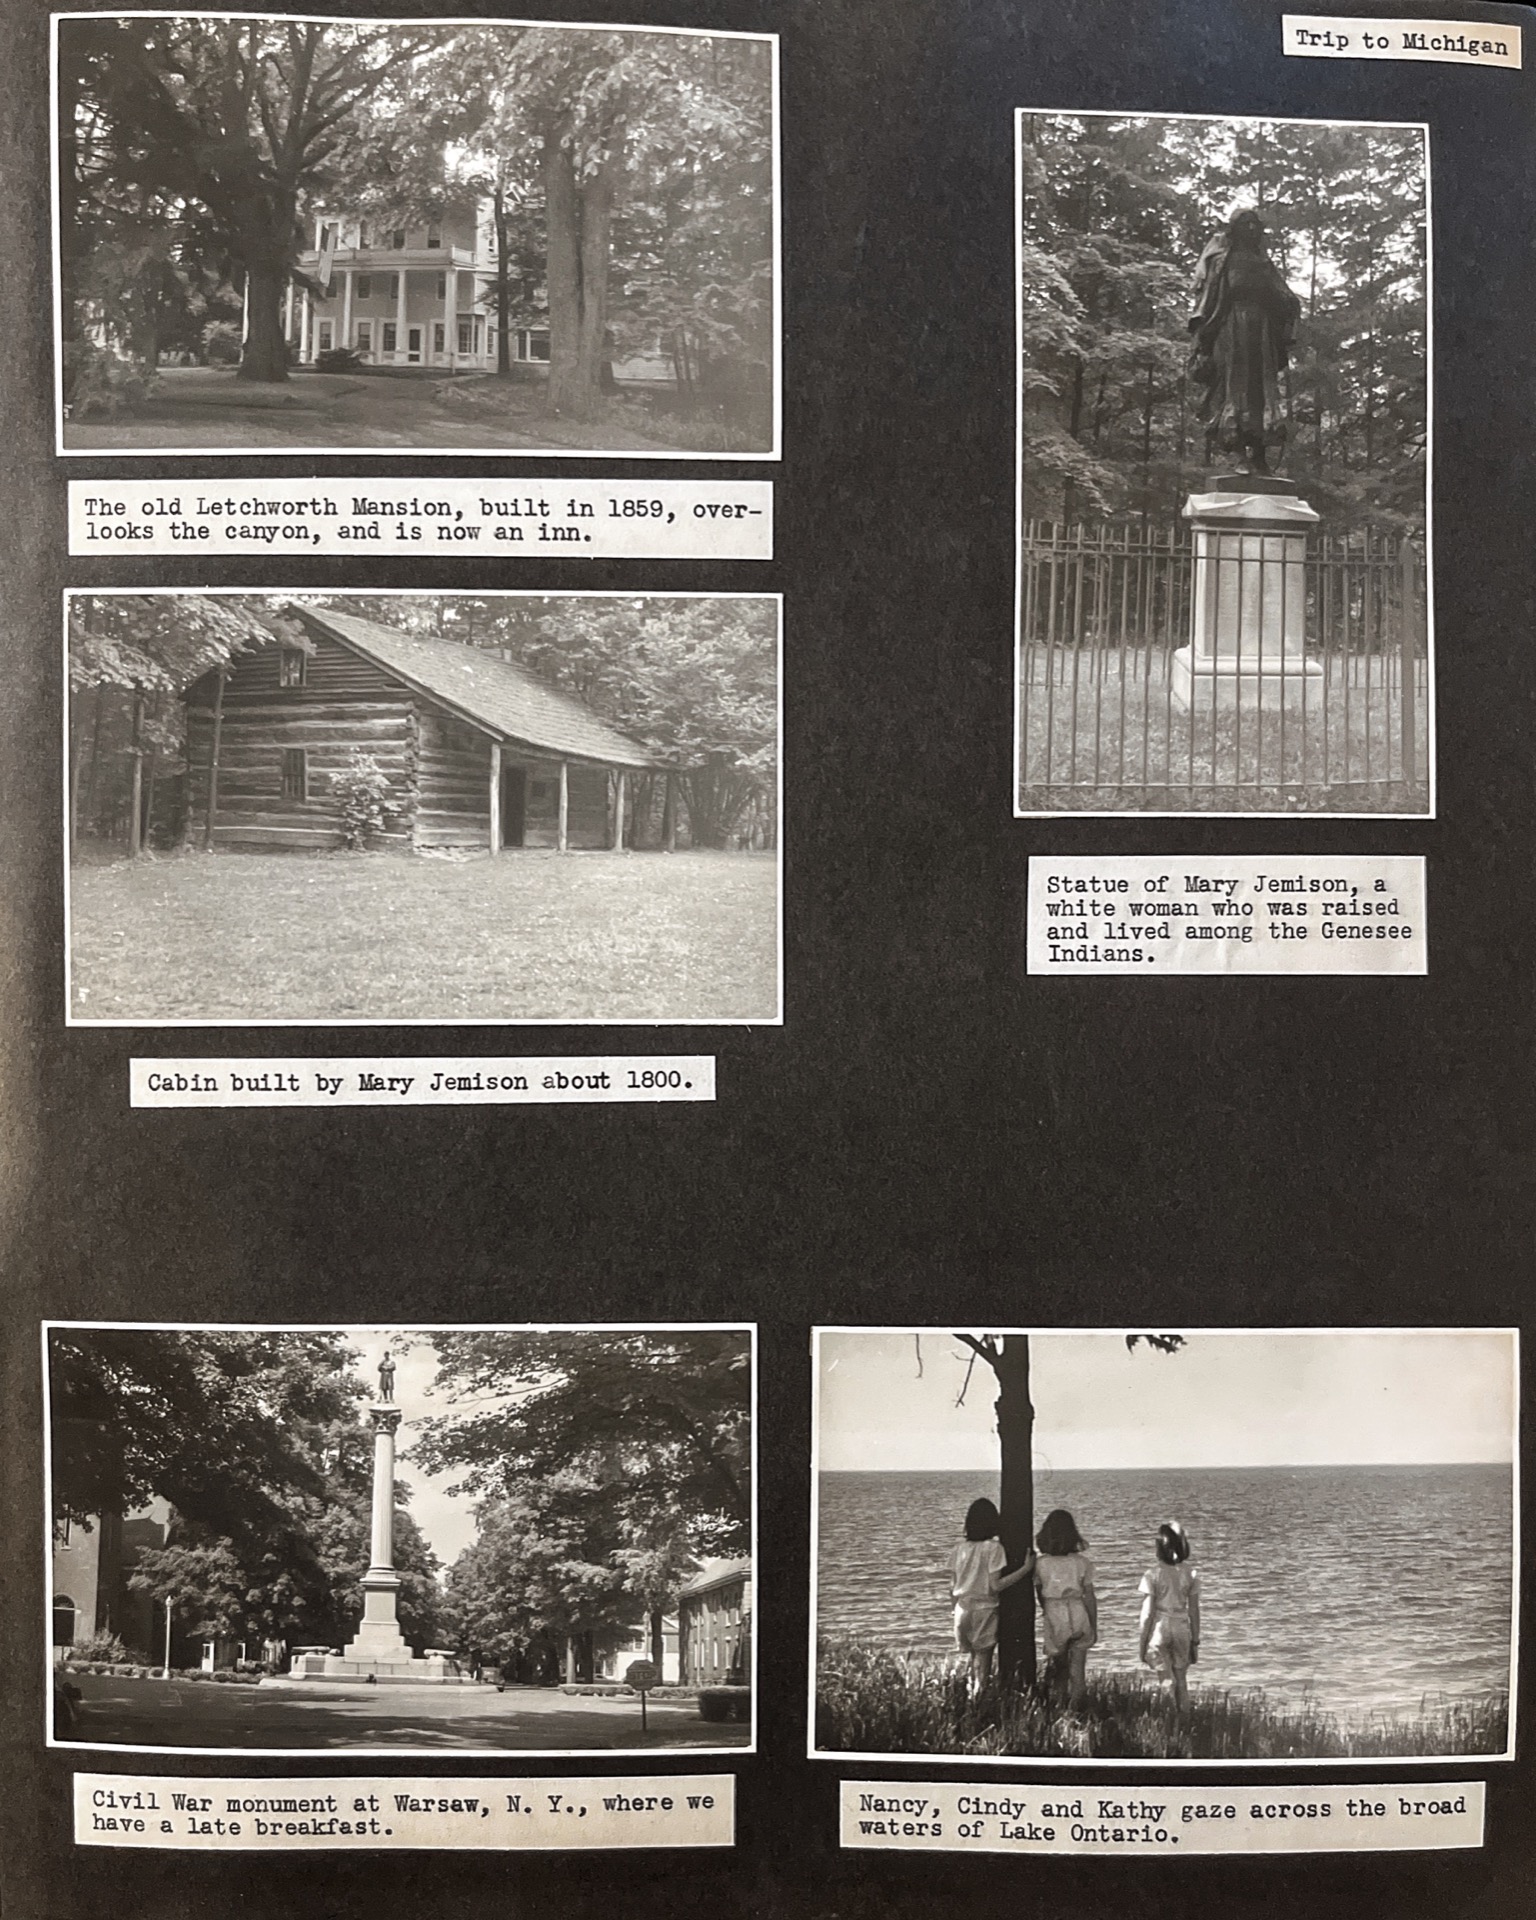 Trip to Michigan
The old Letchworth Mansion, built in 1859, over-
looks the canyon, and is now an inn.
Statue of Mary Jemison, a
white woman who was raised
and lived among the Genesee
Indians.
Cabin built by Mary Jemison about 1800.
STOP
Civil War monument at Warsaw, N. Y., where we
have a late breakfast.
Nancy, Cindy and Kathy gaze across the broad
waters of Lake Ontario.